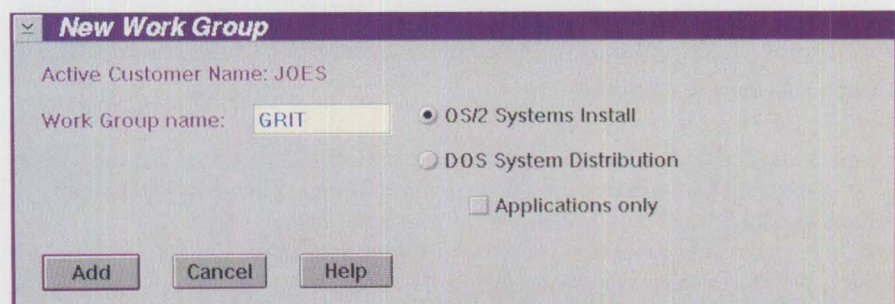 New Work Group
Active Customer Name: JOES
Work Group name: GRIT
OS/2 Systems Install
DOS System Distribution
Applications only
Add Cancel Help